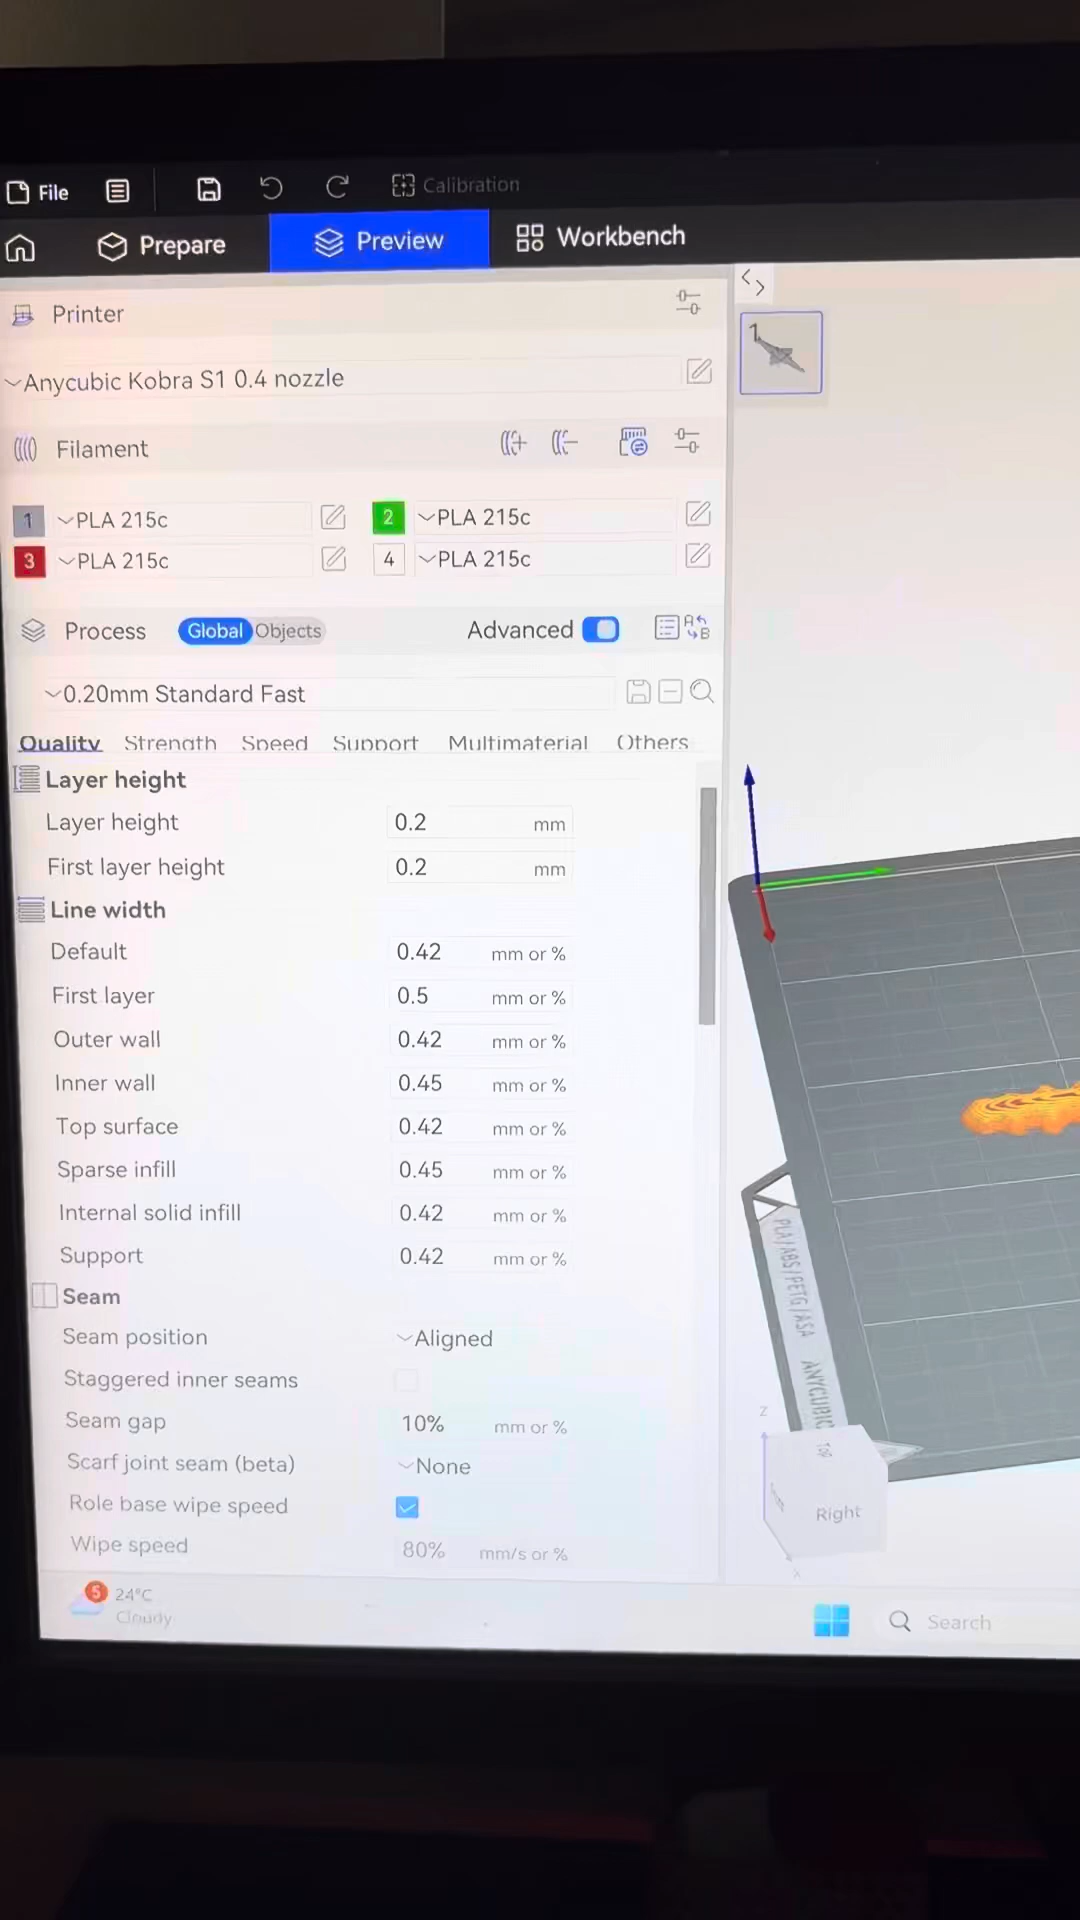 File
Calibration
Prepare
Preview
Workbench
Printer
Anycubic Kobra S1 0.4 nozzle
Filament
1 PLA 215c 2 PLA 215c
3 PLA 215c 4 PLA 215c
Process Global Objects Advanced
0.20mm Standard Fast
Quality Strength Speed Support Multimaterial Others
Layer height
Layer height 0.2 mm
First layer height 0.2 mm
Line width
Default 0.42 mm or %
First layer 0.5 mm or %
Outer wall 0.42 mm or %
Inner wall 0.45 mm or %
Top surface 0.42 mm or %
Sparse infill 0.45 mm or %
Internal solid infill 0.42 mm or %
Support 0.42 mm or %
Seam
Seam position Aligned
Staggered inner seams
Seam gap 10% mm or %
Scarf joint seam (beta) None
Role base wipe speed
Wipe speed 80% mm/s or %
1
PLA/ABS/PETG/ASA ANYCUBIC
Z
Top
Right
X
5 24°C
Cloudy
Search